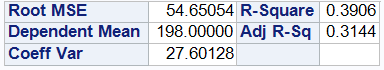 Root MSE 54.65054 R-Square 0.3906
Dependent Mean 198.00000 Adj R-Sq 0.3144
Coeff Var 27.60128